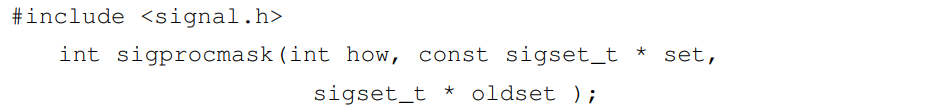 #include <signal.h>
int sigprocmask(int how, const sigset_t * set,
sigset_t * oldset );